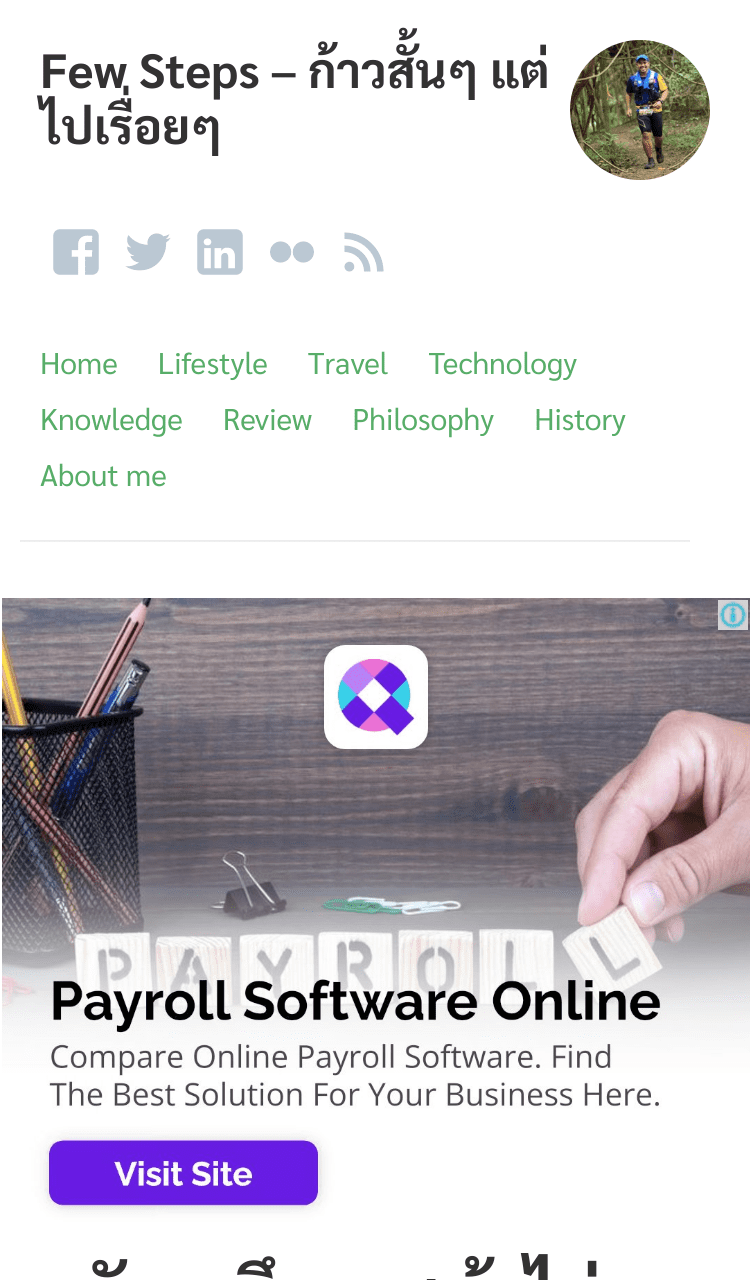 Few Steps – ก้าวสั้นๆ แต่
ไปเรื่อยๆ
Home Lifestyle Travel Technology
Knowledge Review Philosophy History
About me
PAYROLL
Payroll Software Online
Compare Online Payroll Software. Find
The Best Solution For Your Business Here.
Visit Site